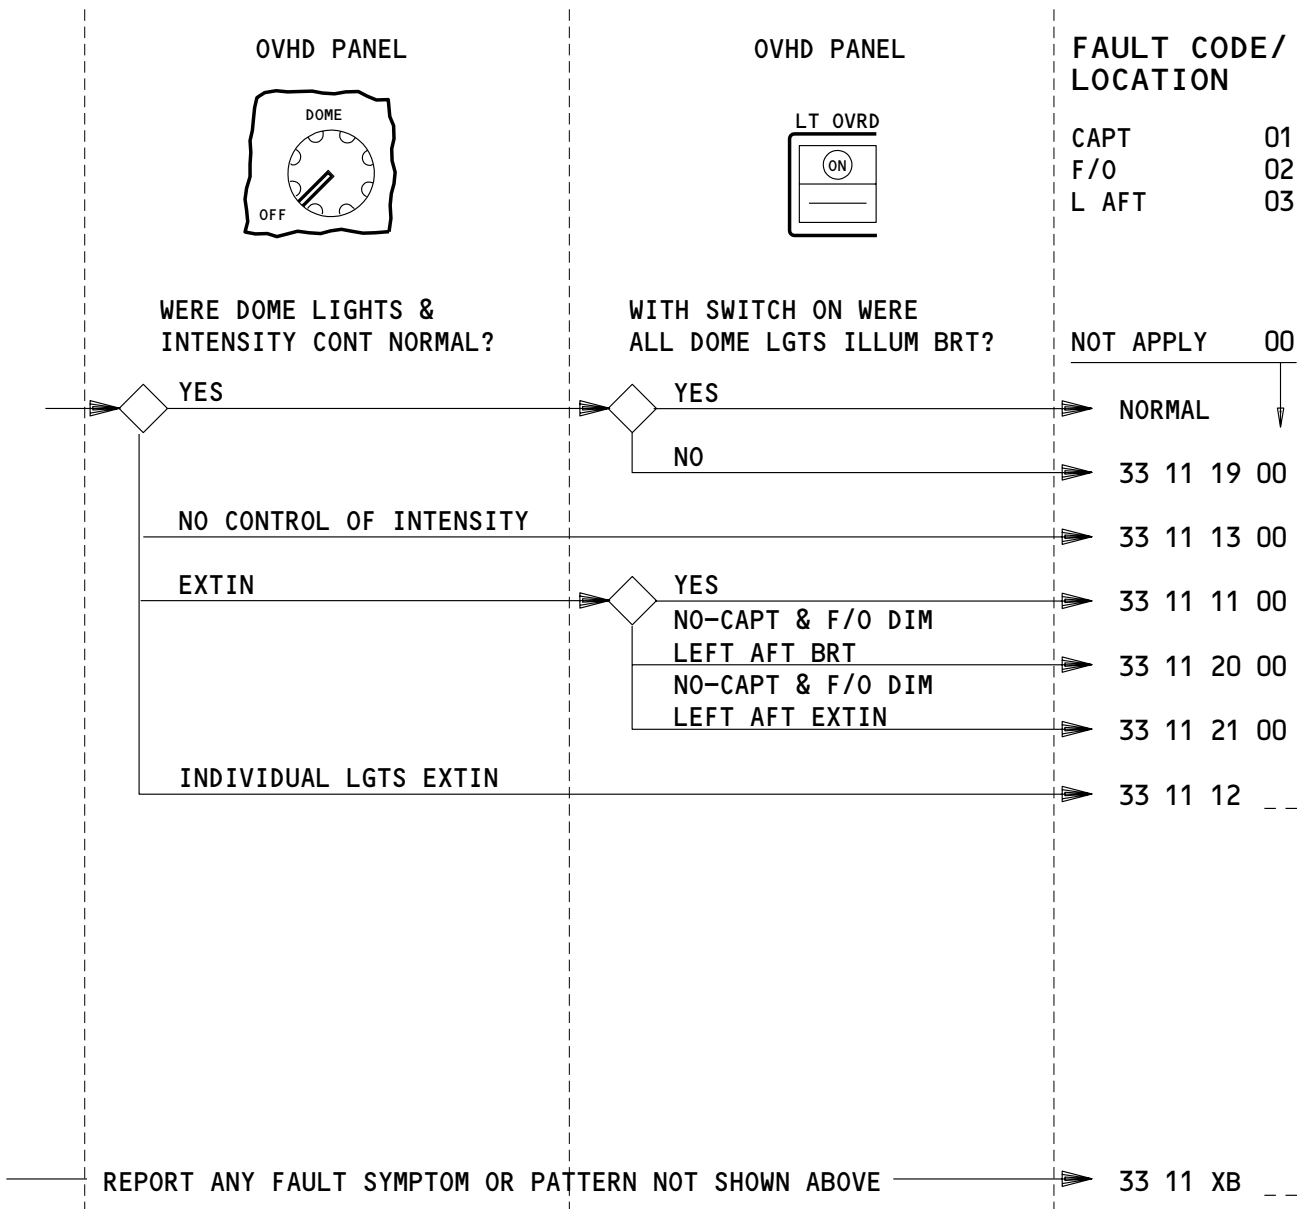 OVHD PANEL
DOME
OFF
WERE DOME LIGHTS &
INTENSITY CONT NORMAL?
OVHD PANEL
LT OVRD
ON
WITH SWITCH ON WERE
ALL DOME LGTS ILLUM BRT?
FAULT CODE/
LOCATION
CAPT 01
F/O 02
L AFT 03
NOT APPLY 00
YES
YES
NORMAL
NO
33 11 19 00
NO CONTROL OF INTENSITY
33 11 13 00
EXTIN
YES
33 11 11 00
NO-CAPT & F/O DIM
LEFT AFT BRT
33 11 20 00
NO-CAPT & F/O DIM
LEFT AFT EXTIN
33 11 21 00
INDIVIDUAL LGTS EXTIN
33 11 12 _ _
REPORT ANY FAULT SYMPTOM OR PATTERN NOT SHOWN ABOVE
33 11 XB _ _